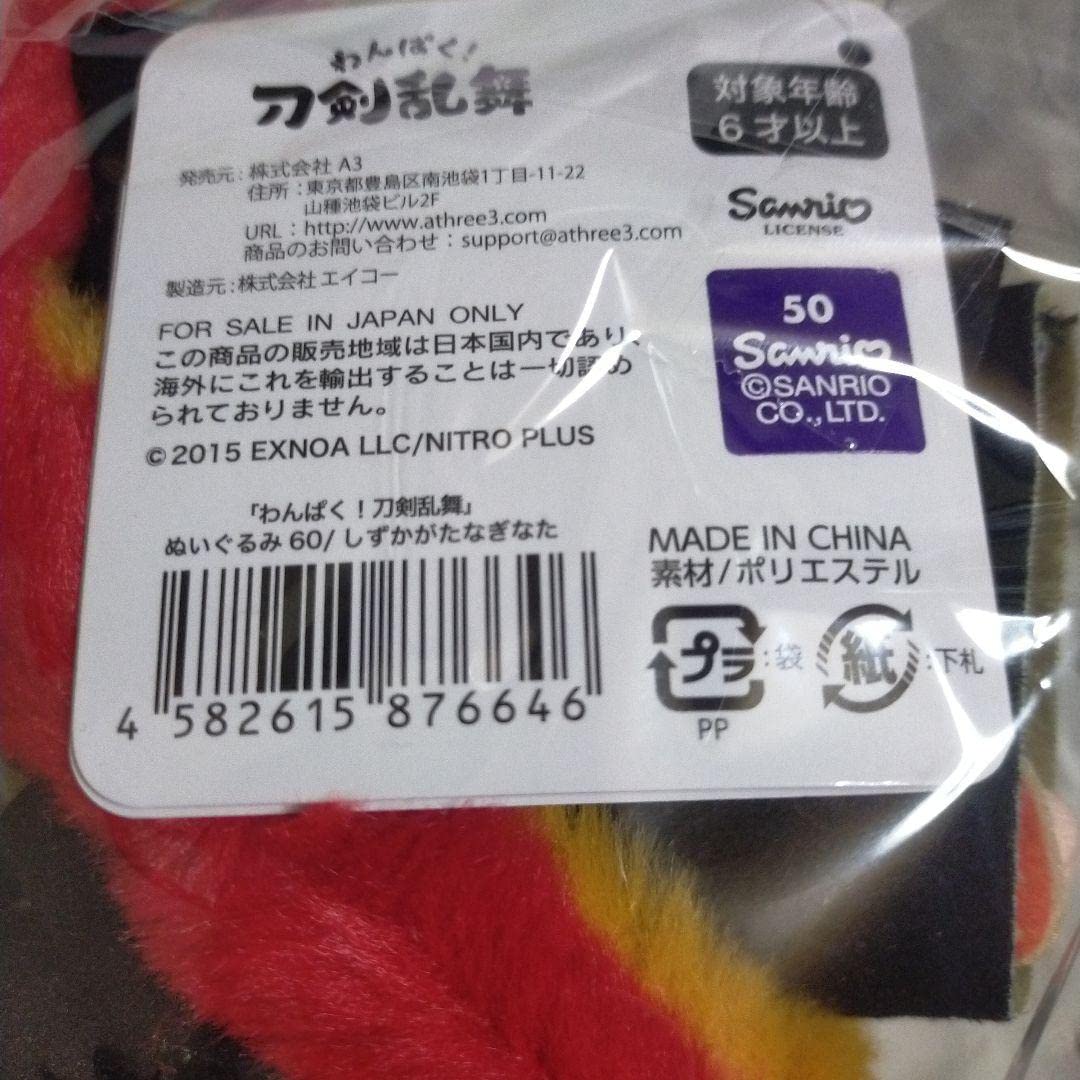 わんぱく!
刀剣乱舞
対象年齢
6才以上
発売元:株式会社 A3
住所:東京都豊島区南池袋1丁目-11-22
山種池袋ビル2F
URL:http://www.athree3.com
商品のお問い合わせ:support@athree3.com
製造元:株式会社 エイコー
Sanrio
LICENSE
FOR SALE IN JAPAN ONLY
この商品の販売地域は日本国内であり、
海外にこれを輸出することは一切認め
られておりません。
©2015 EXNOA LLC/NITRO PLUS
50
Sanrio
©SANRIO
CO.,LTD.
「わんぱく!刀剣乱舞」
ぬいぐるみ 60/しずかがたなぎなた
4 582615 876646
MADE IN CHINA
素材/ポリエステル
プラ:袋
PP
紙:下札